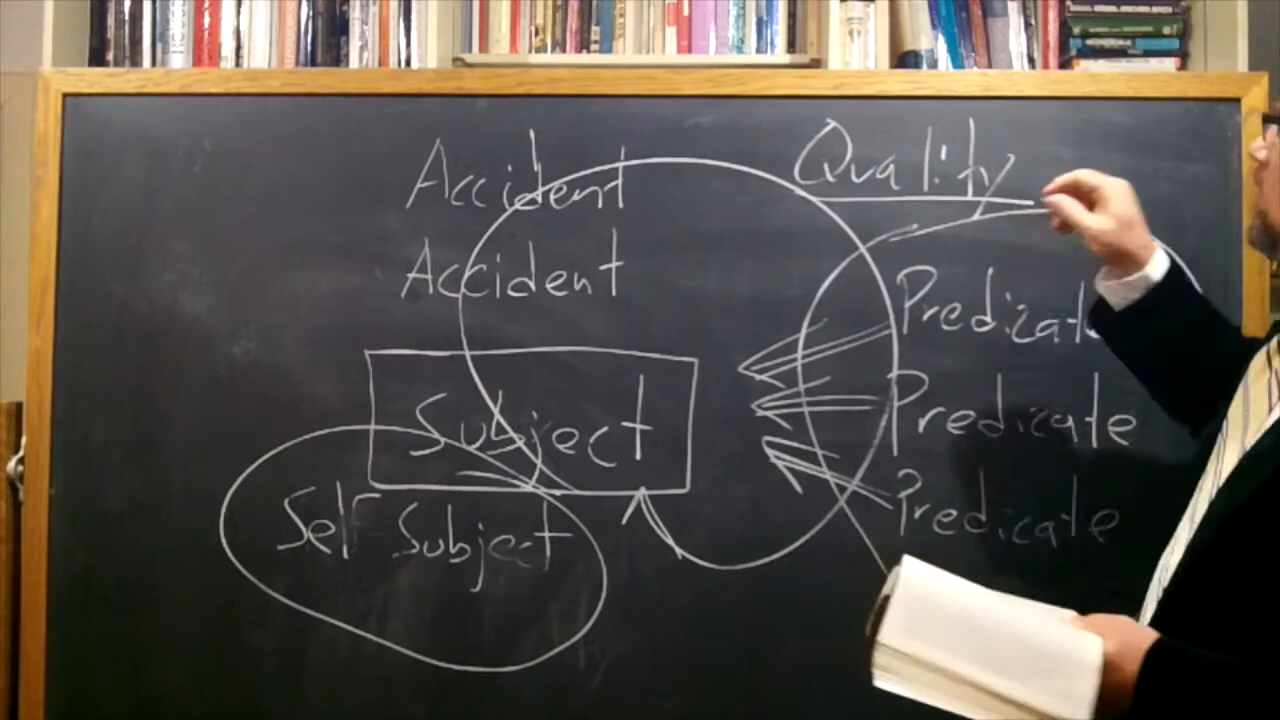 Accident
Accident
Subject
Self Subject
Quality
Predicate
Predicate
Predicate